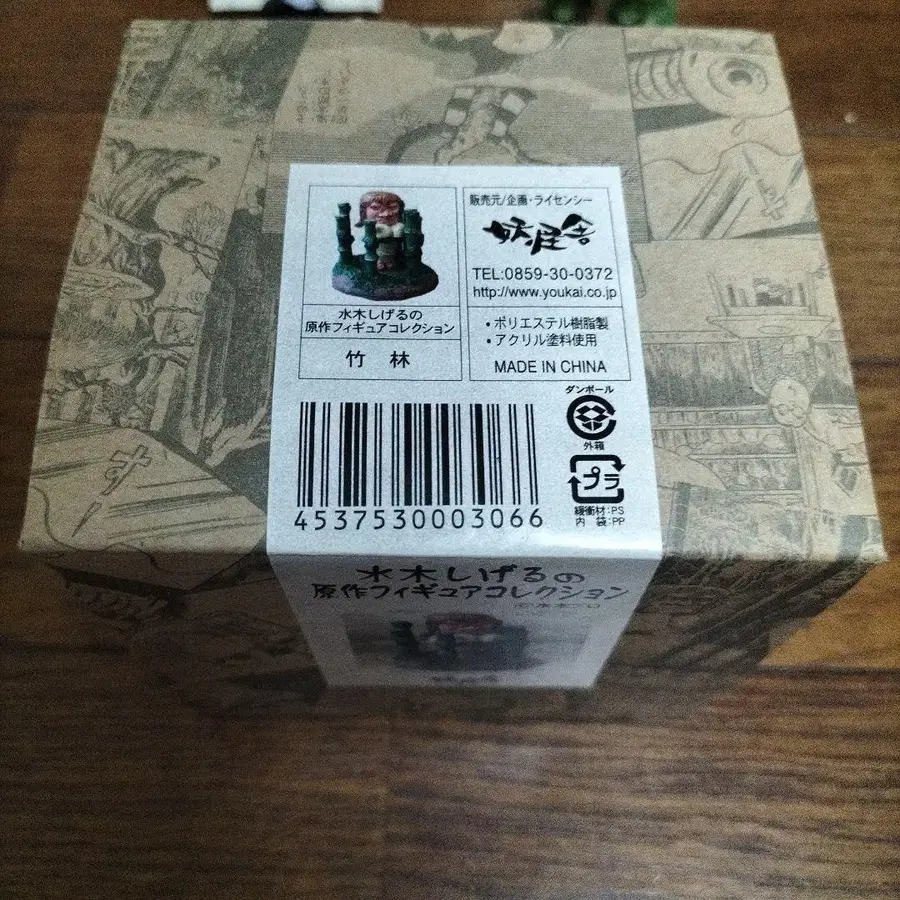 水木しげるの
原作フィギュアコレクション
竹林
販売元/企画・ライセンシー
妖怪舎
TEL:0859-30-0372
http://www.youkai.co.jp
・ポリエステル樹脂製
・アクリル塗料使用
MADE IN CHINA
ダンボール
外箱
プラ
緩衝材:PS
内 袋:PP
4537530003066
水木しげるの
原作フィギュアコレクション
©水木プロ